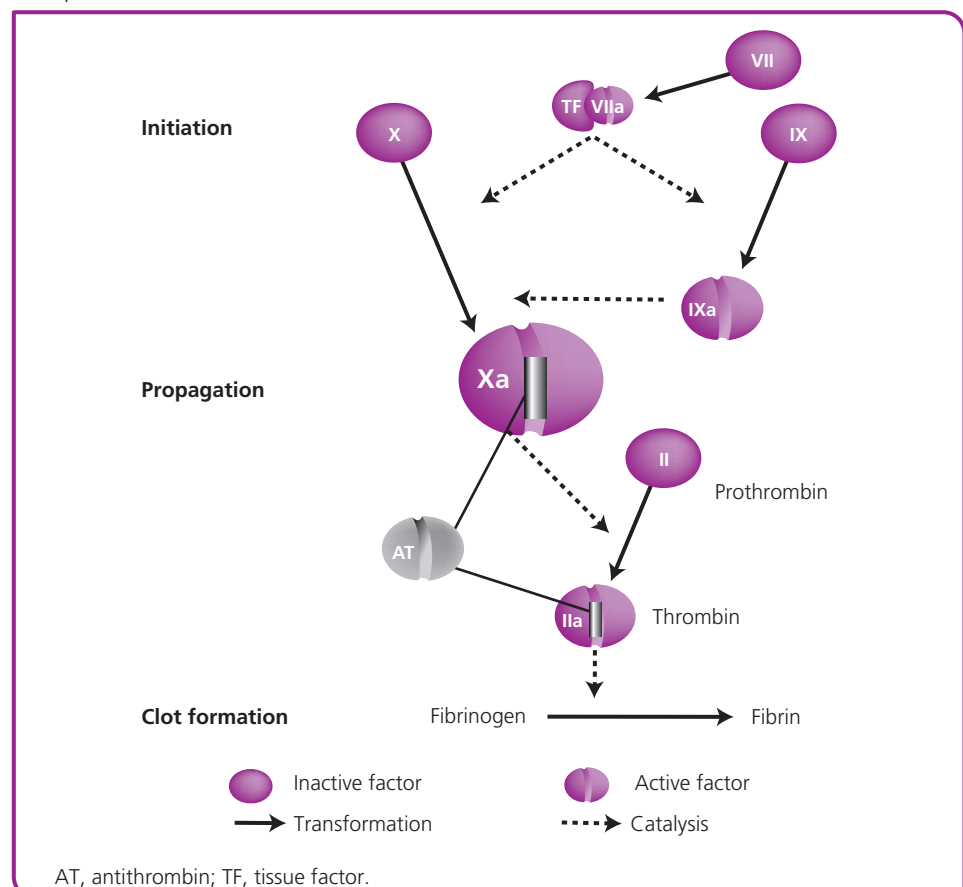 VII
TF VIIa
Initiation
X
IX
IXa
Xa
Propagation
II
Prothrombin
AT
IIa
Thrombin
Clot formation
Fibrinogen
Fibrin
Inactive factor
Active factor
Transformation
Catalysis
AT, antithrombin; TF, tissue factor.